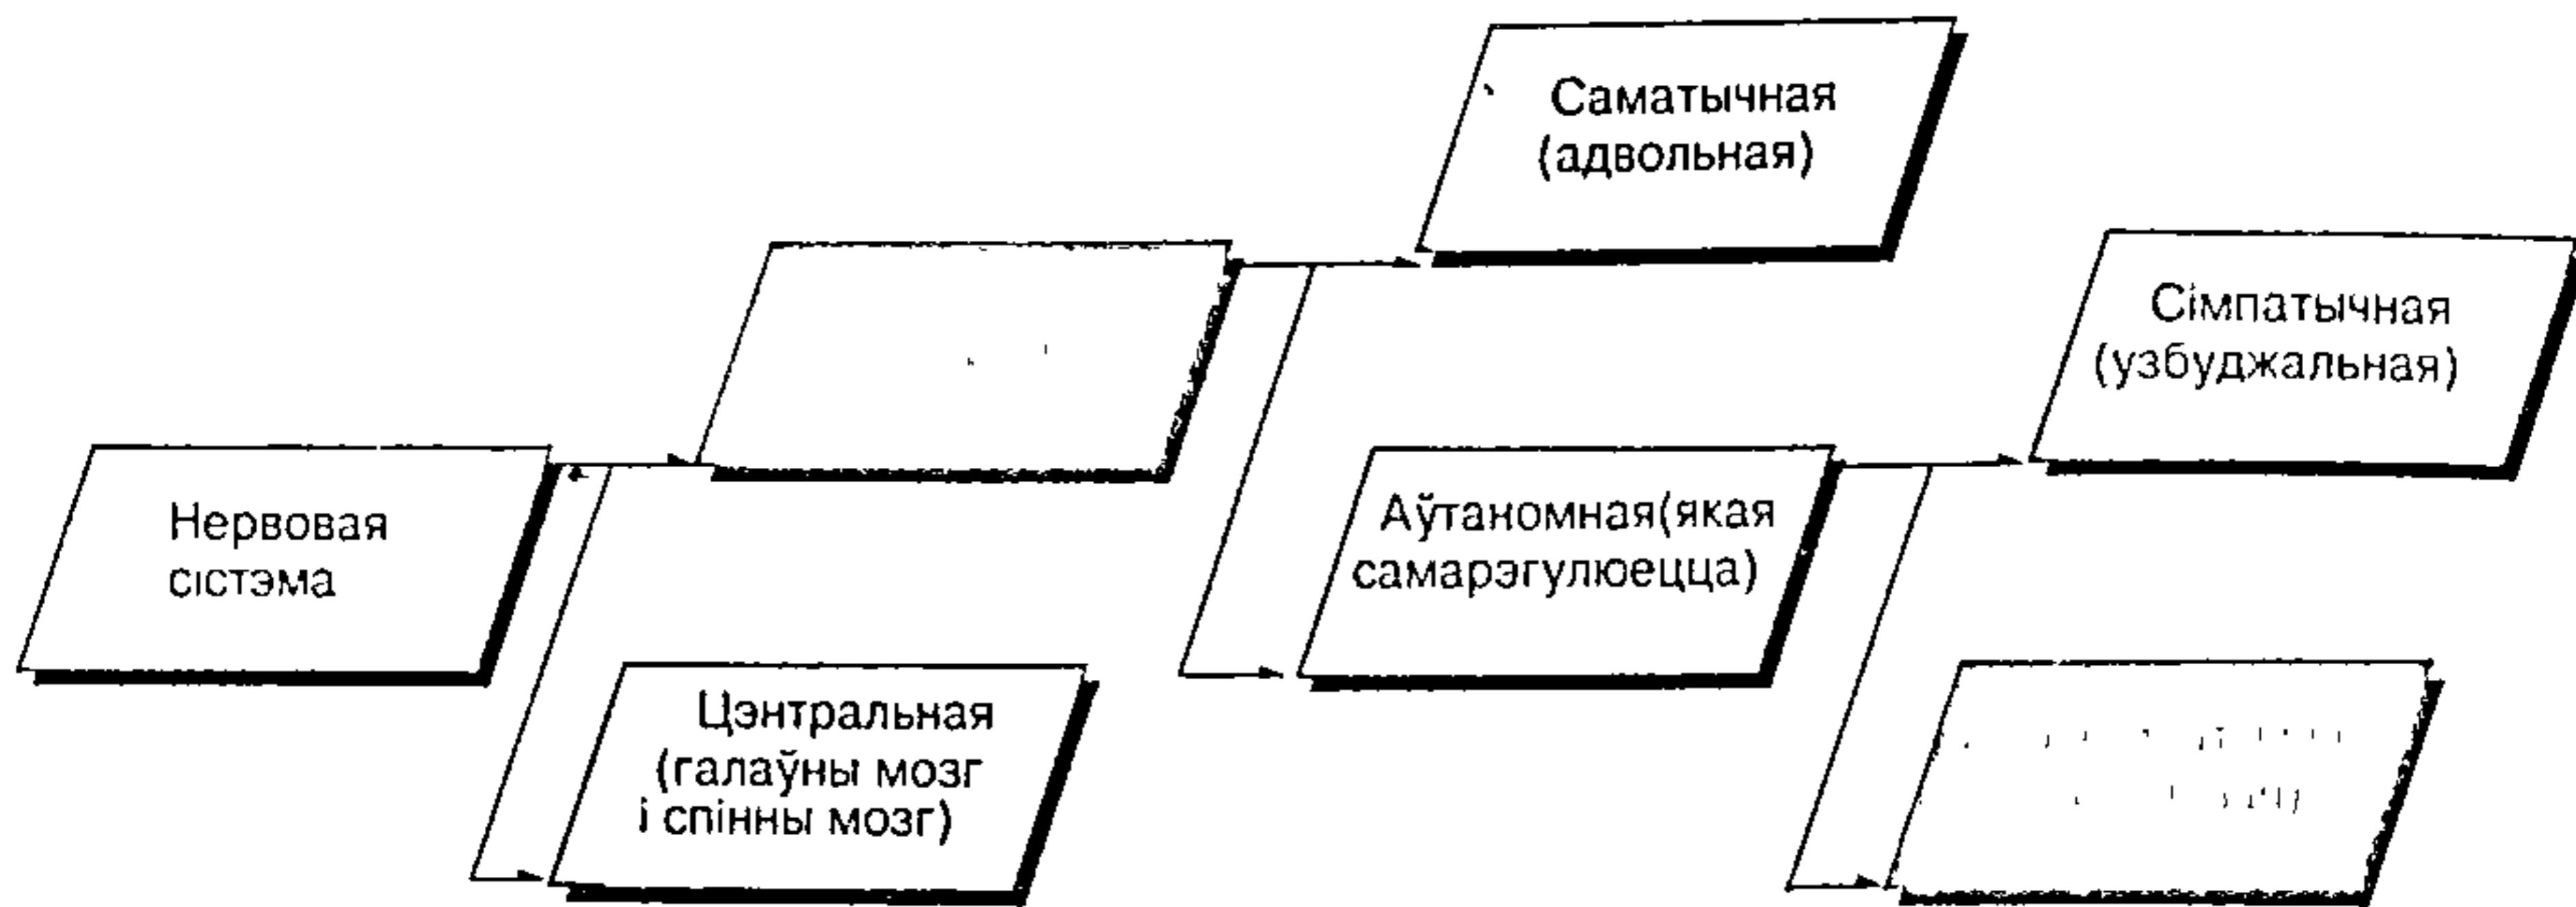 Саматычная
(адвольная)
Сімпатычная
(узбуджальная)
Нервовая
сістэма
Аўтаномная(якая
самарэгулюецца)
Цэнтральная
(галаўны мозг
і спінны мозг)